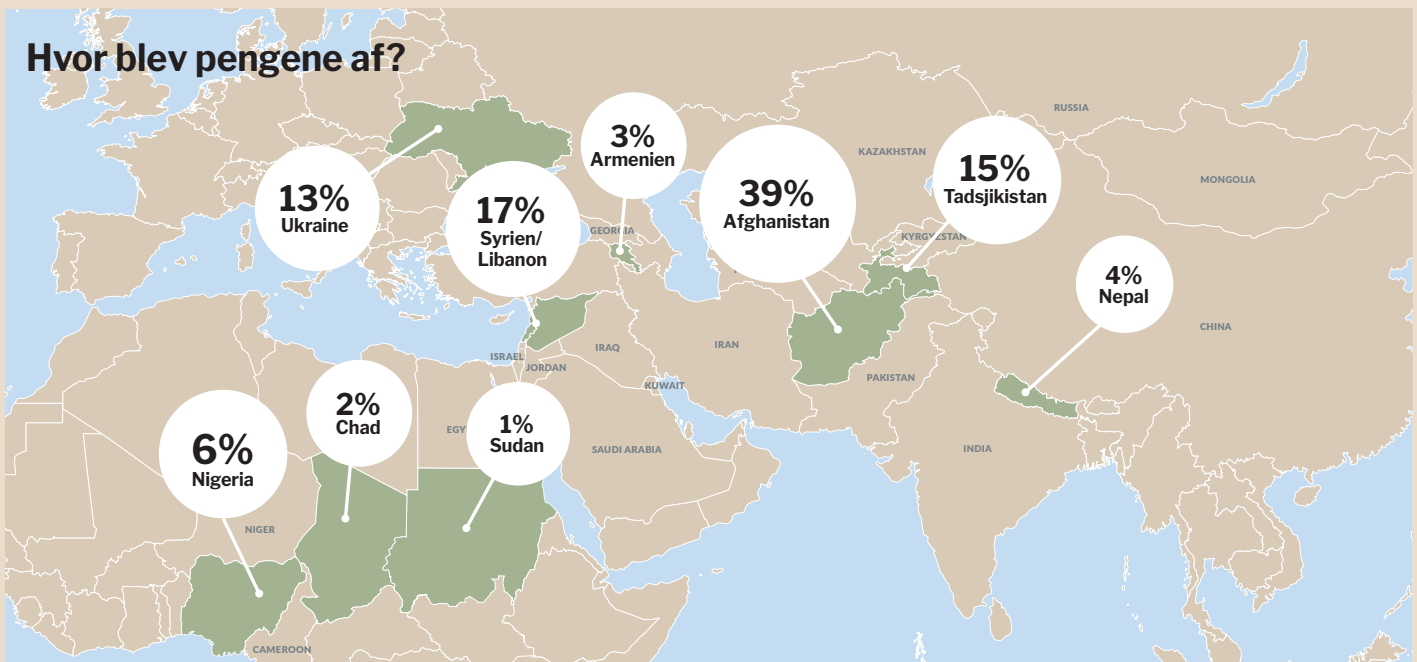 Hvor blev pengene af?
RUSSIA
3%
Armenien
KAZAKHSTAN
15%
Tadsjikistan
MONGOLIA
13%
Ukraine
17%
Syrien/
Libanon
39%
Afghanistan
GEORGIA
KYRGYZSTAN
4%
Nepal
CHINA
ISRAEL
JORDAN
IRAQ
IRAN
KUWAIT
PAKISTAN
2%
Chad
1%
Sudan
EGY
SAUDI ARABIA
INDIA
6%
Nigeria
NIGER
CAMEROON